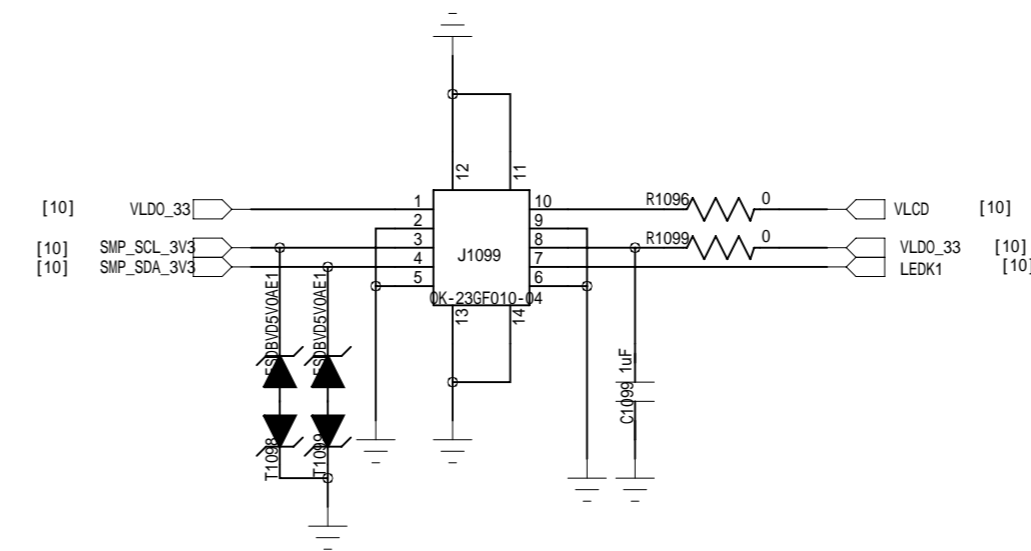 12
11
[10] VLDO_33 1
2
[10] SMP_SCL_3V3 3
[10] SMP_SDA_3V3 4
5
J1099
OK-23GF010-04
10 R1096 0 VLCD [10]
9
8 R1099 0 VLDO_33 [10]
7 LEDK1 [10]
6
13
14
ESDBVD5V0AE1
ESDBVD5V0AE1
T1098
T1099
C1099 1uF